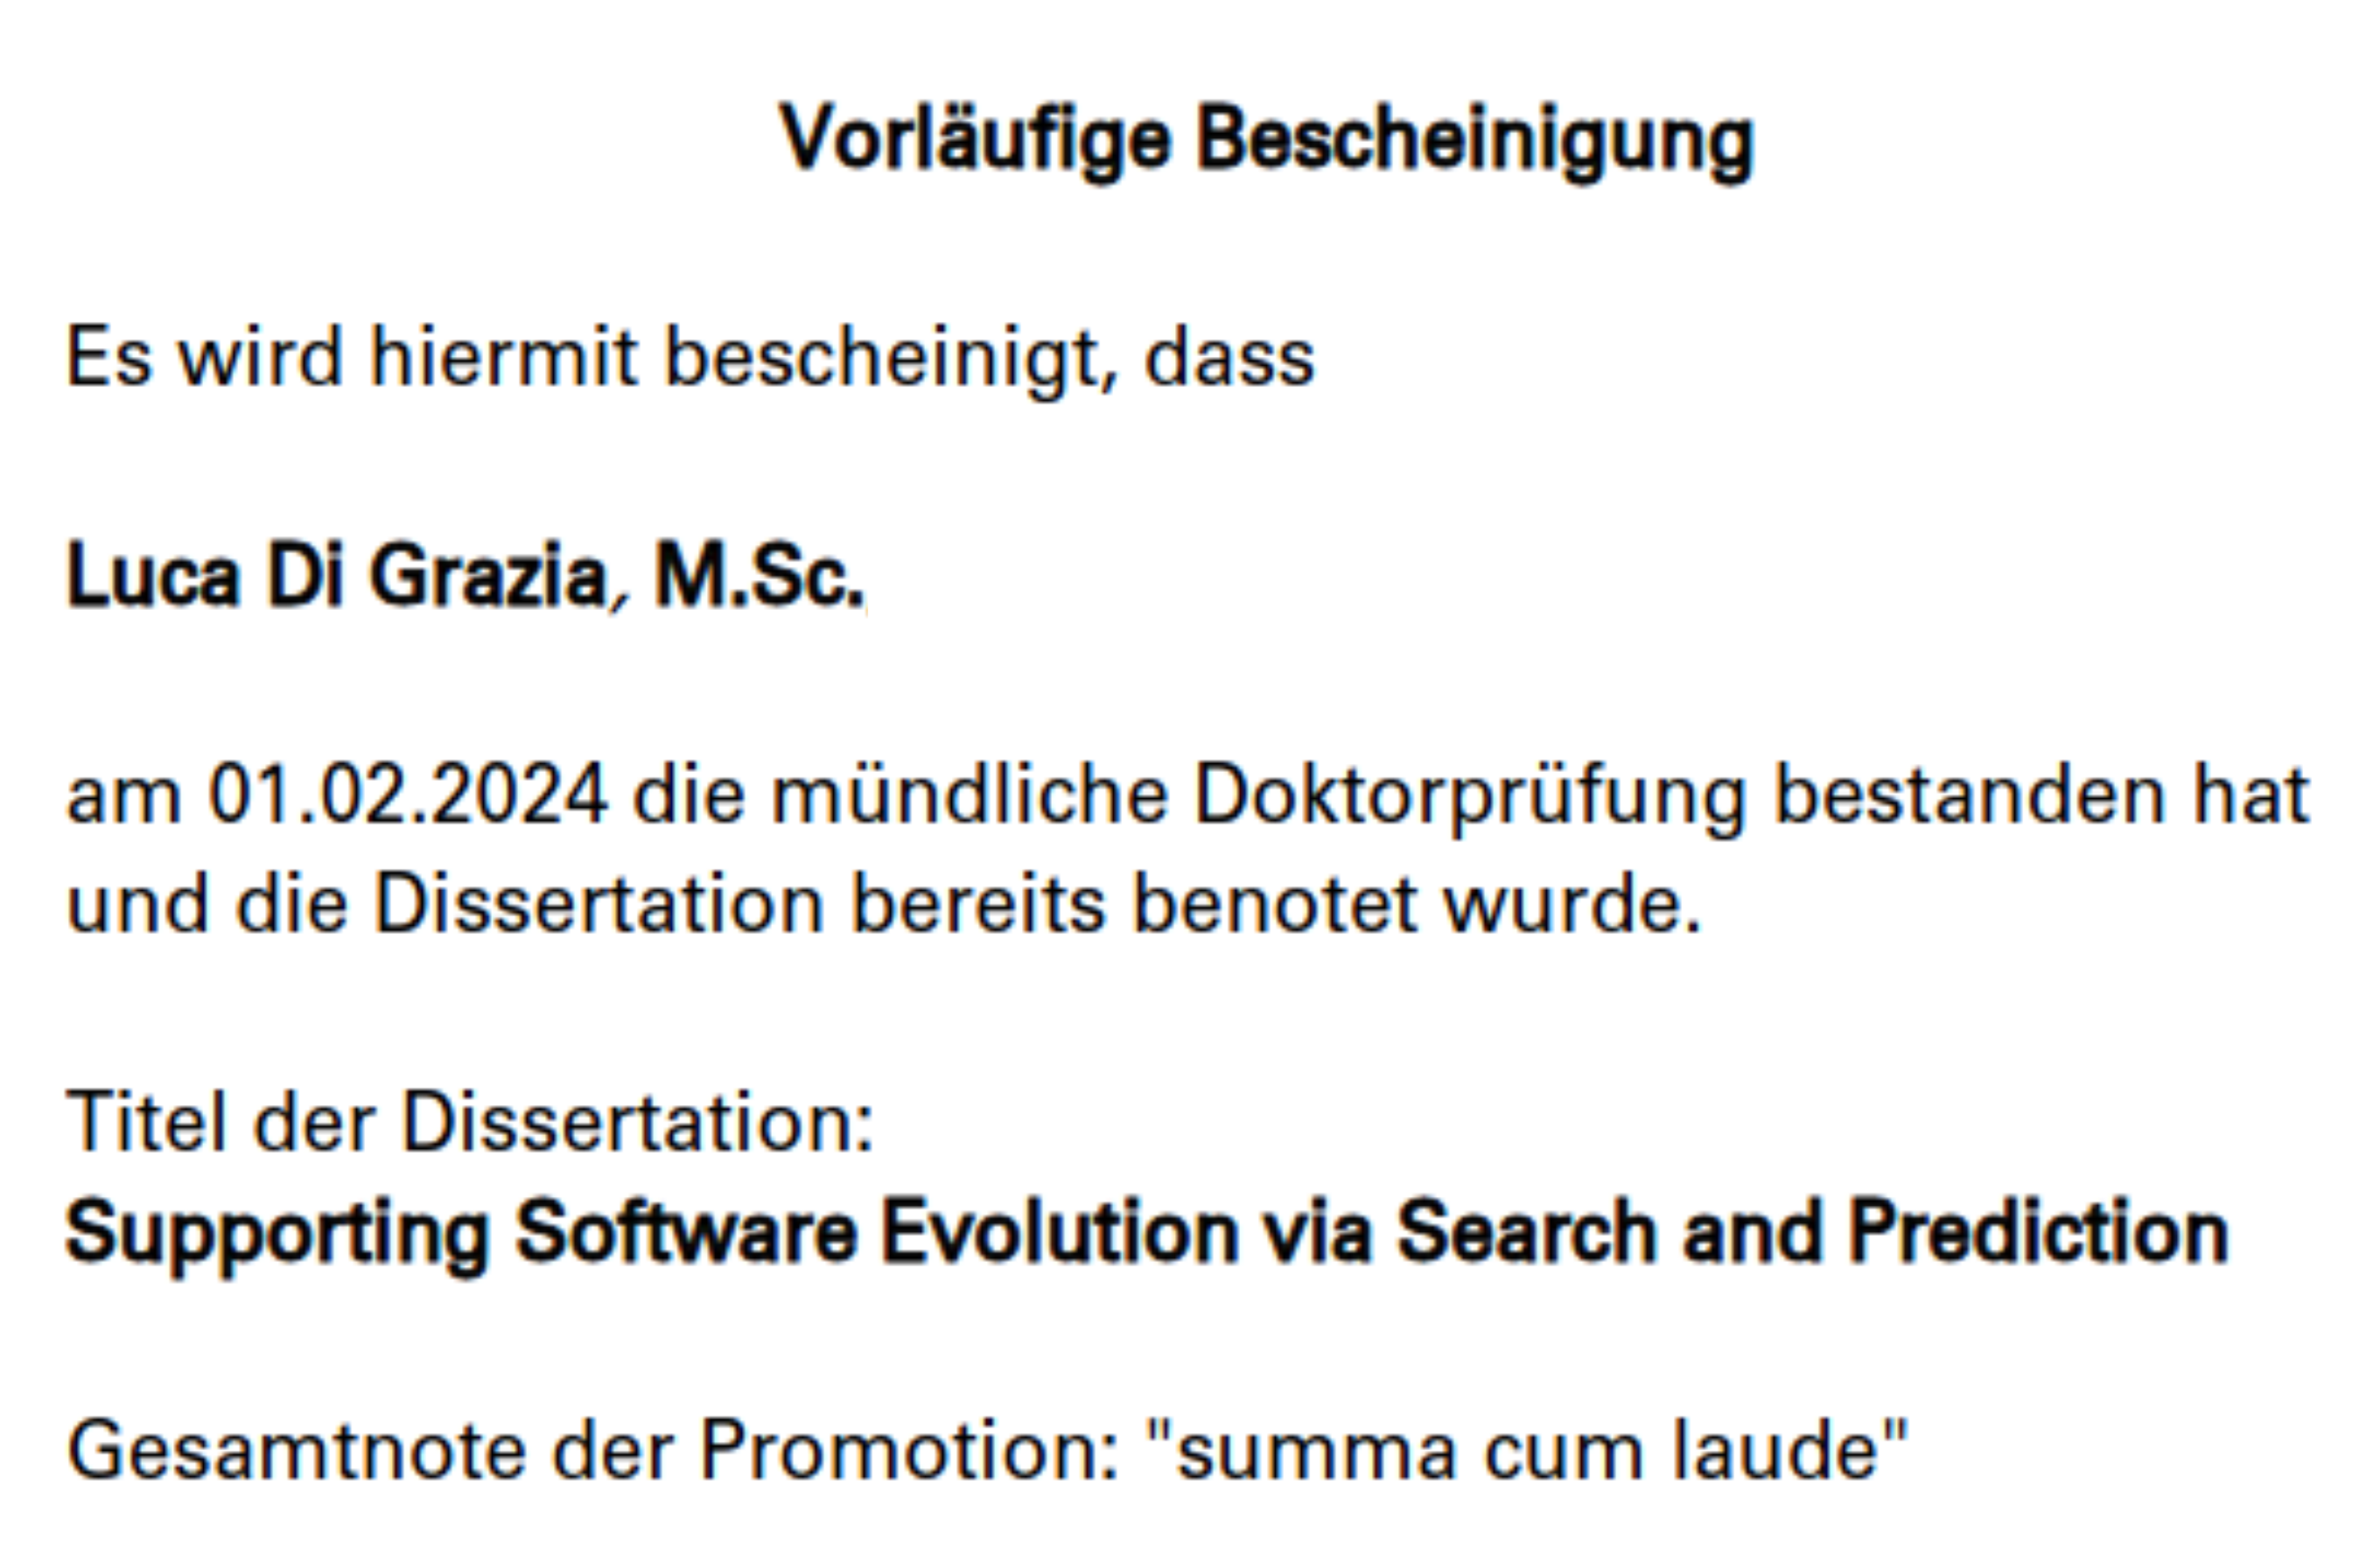 Vorläufige Bescheinigung
Es wird hiermit bescheinigt, dass
Luca Di Grazia, M.Sc.
am 01.02.2024 die mündliche Doktorprüfung bestanden hat
und die Dissertation bereits benotet wurde.
Titel der Dissertation:
Supporting Software Evolution via Search and Prediction
Gesamtnote der Promotion: "summa cum laude"